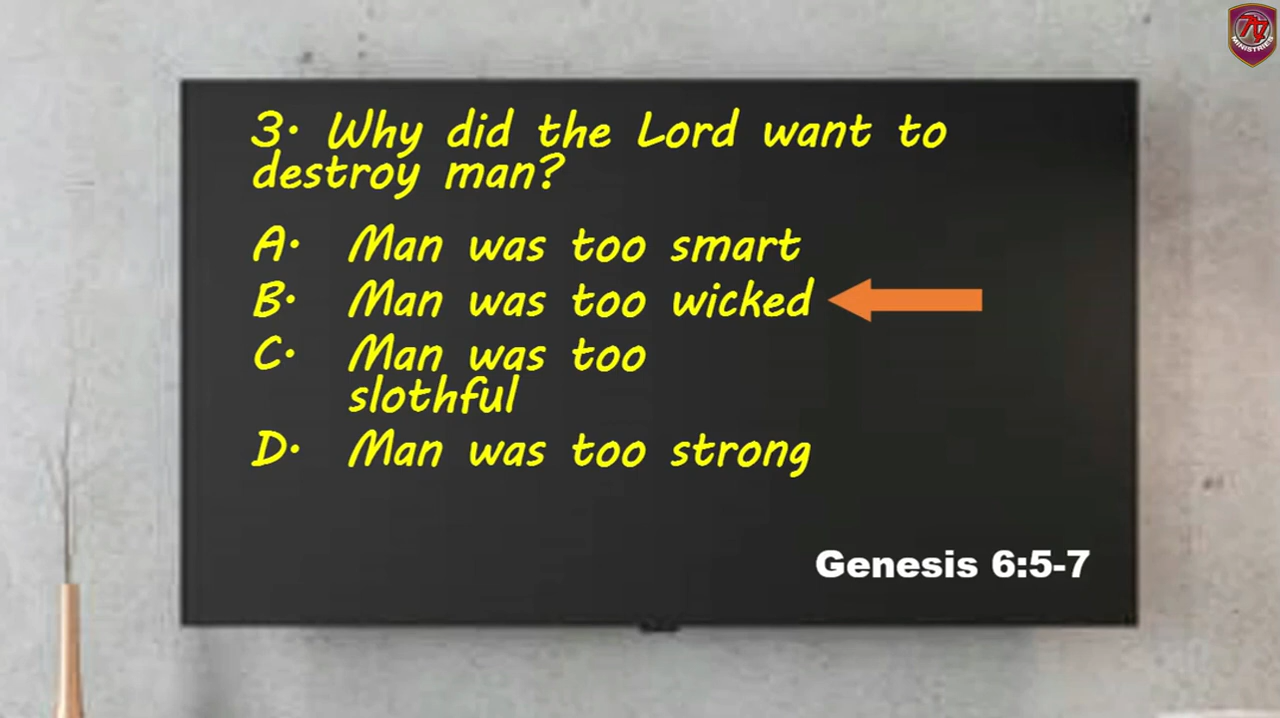 3. Why did the Lord want to
destroy man?
A. Man was too smart
B. Man was too wicked
C. Man was too
slothful
D. Man was too strong
Genesis 6:5-7
MINISTRIES